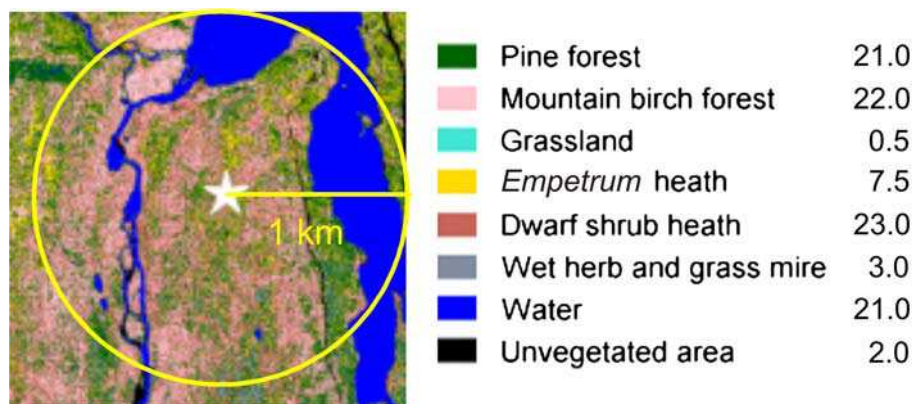 Pine forest 21.0
Mountain birch forest 22.0
Grassland 0.5
Empetrum heath 7.5
Dwarf shrub heath 23.0
Wet herb and grass mire 3.0
Water 21.0
Unvegetated area 2.0
1 km